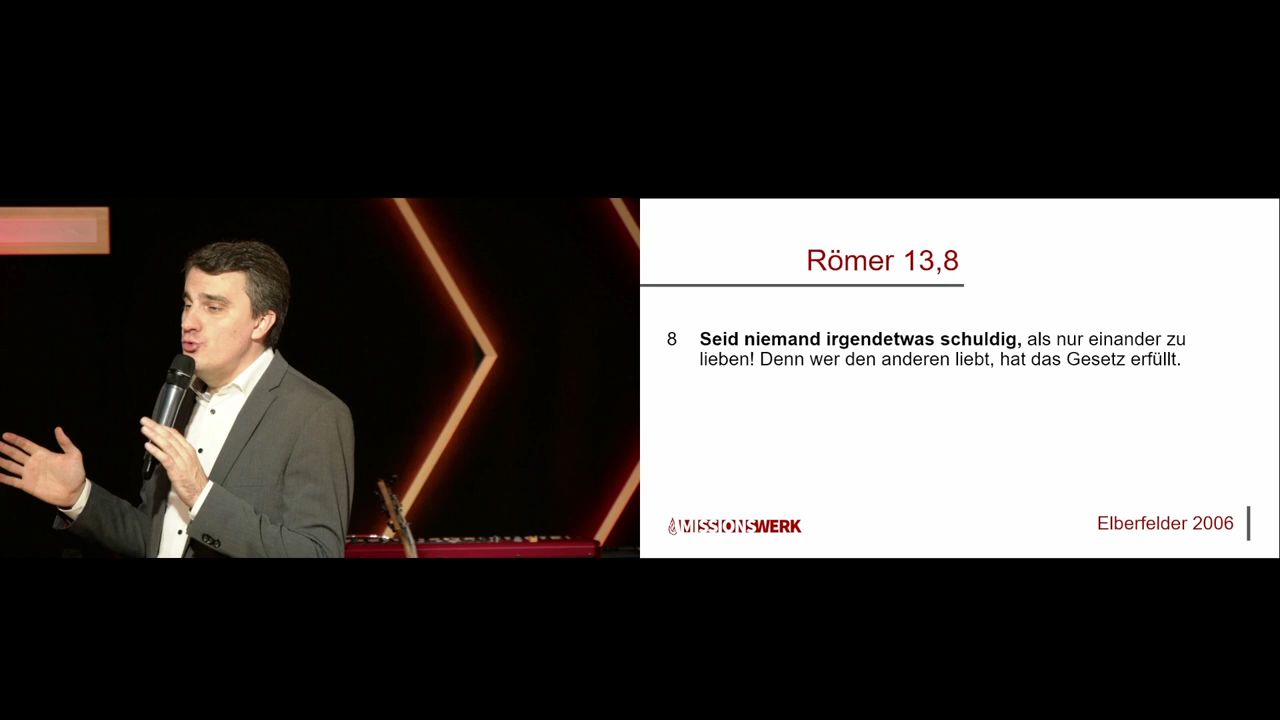 Römer 13,8
8 Seid niemand irgendetwas schuldig, als nur einander zu
lieben! Denn wer den anderen liebt, hat das Gesetz erfüllt.
MISSIONSWERK
Elberfelder 2006